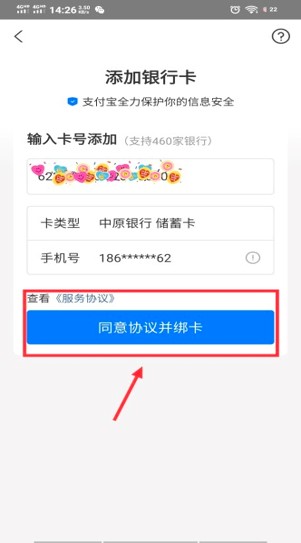 14:26
22
添加银行卡
支付宝全力保护你的信息安全
输入卡号添加（支持460家银行）
卡类型 中原银行 储蓄卡
手机号 186******62
查看《服务协议》
同意协议并绑卡